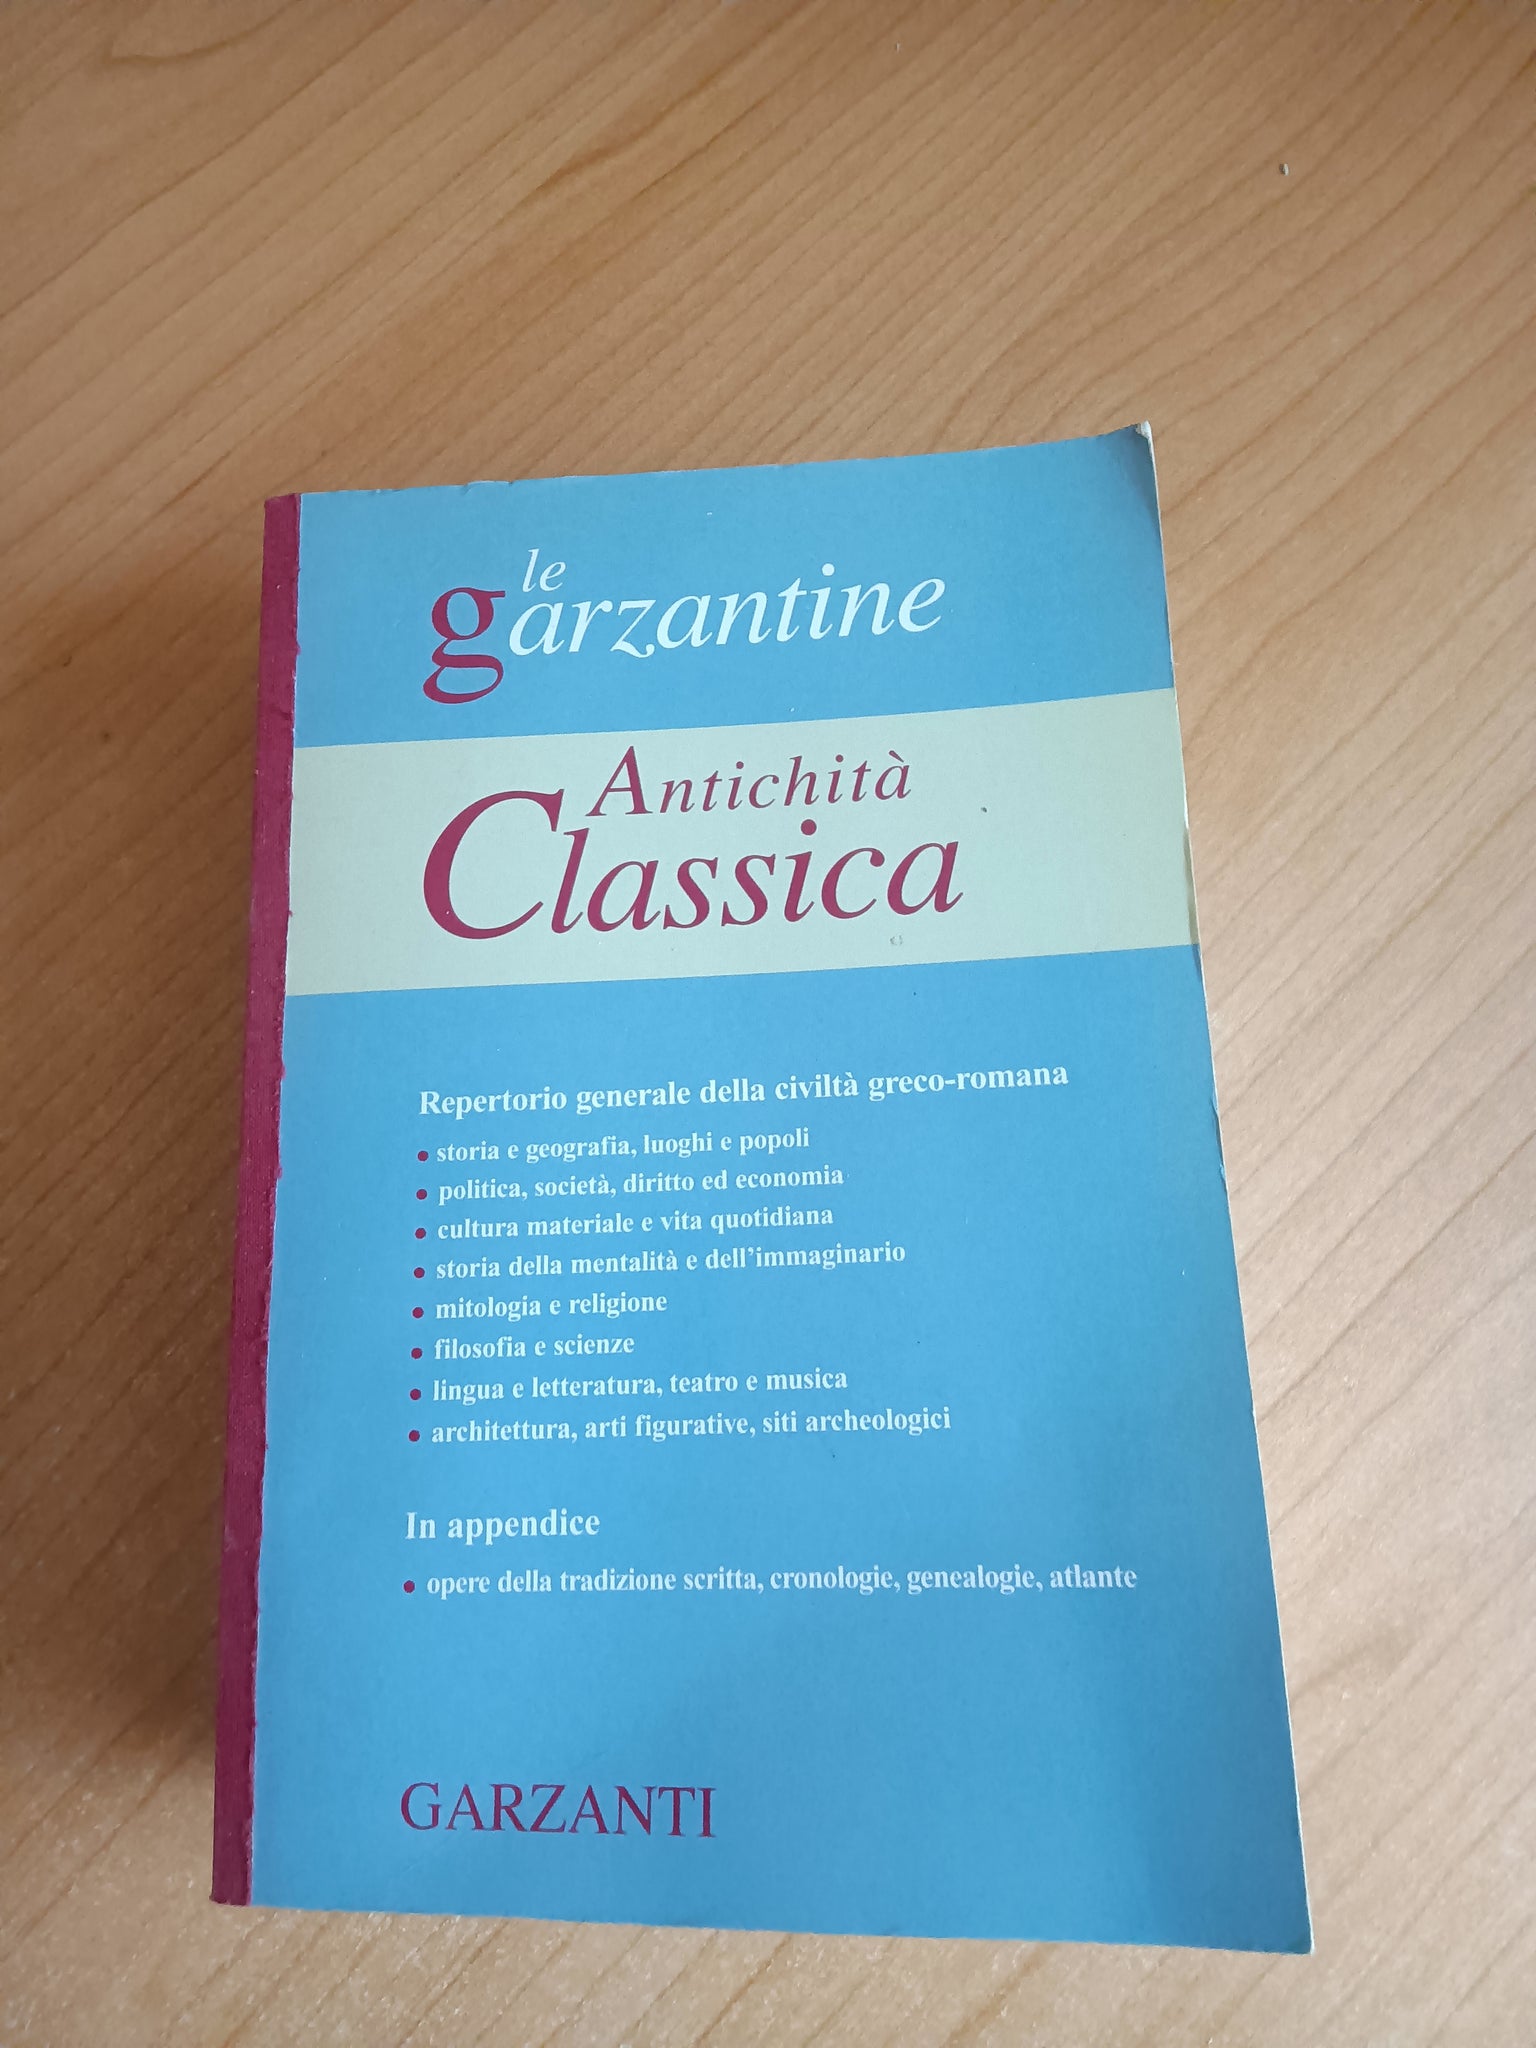 le
garzantine
Antichità
Classica
Repertorio generale della civiltà greco-romana
• storia e geografia, luoghi e popoli
• politica, società, diritto ed economia
• cultura materiale e vita quotidiana
• storia della mentalità e dell'immaginario
• mitologia e religione
• filosofia e scienze
• lingua e letteratura, teatro e musica
• architettura, arti figurative, siti archeologici
In appendice
• opere della tradizione scritta, cronologie, genealogie, atlante
GARZANTI